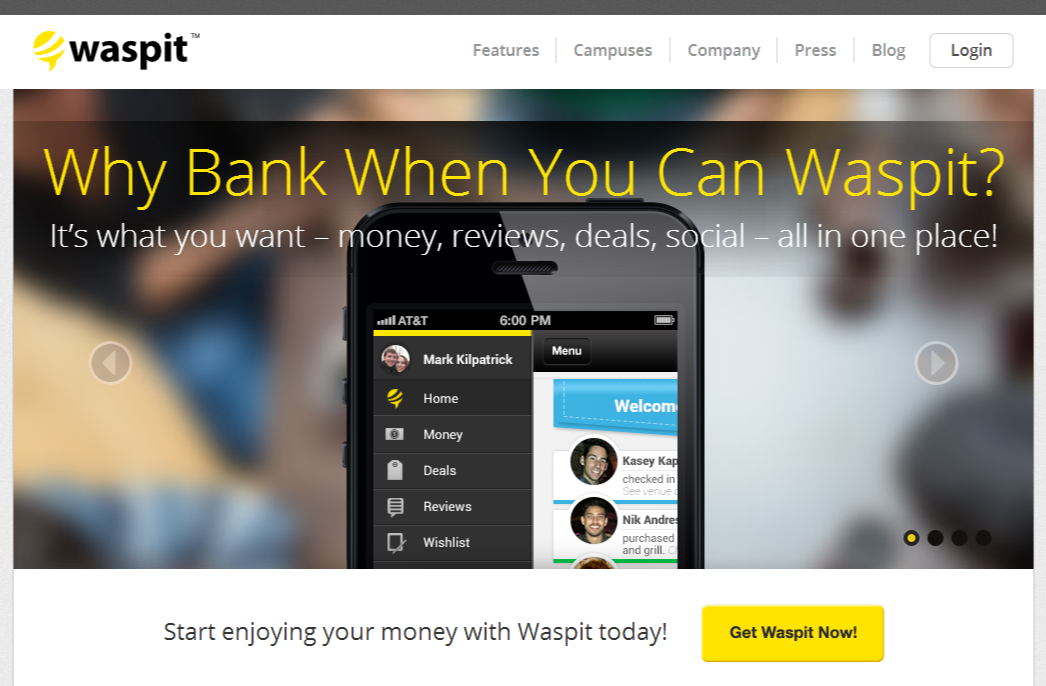 waspit™
Features
Campuses
Company
Press
Blog
Login
Why Bank When You Can Waspit?
It's what you want – money, reviews, deals, social – all in one place!
AT&T 6:00 PM
Mark Kilpatrick
Menu
Home
Welcom
Money
Deals
Kasey Kap
checked in
See venue
Reviews
Nik Andres
purchased
and grill.
Wishlist
Start enjoying your money with Waspit today!
Get Waspit Now!